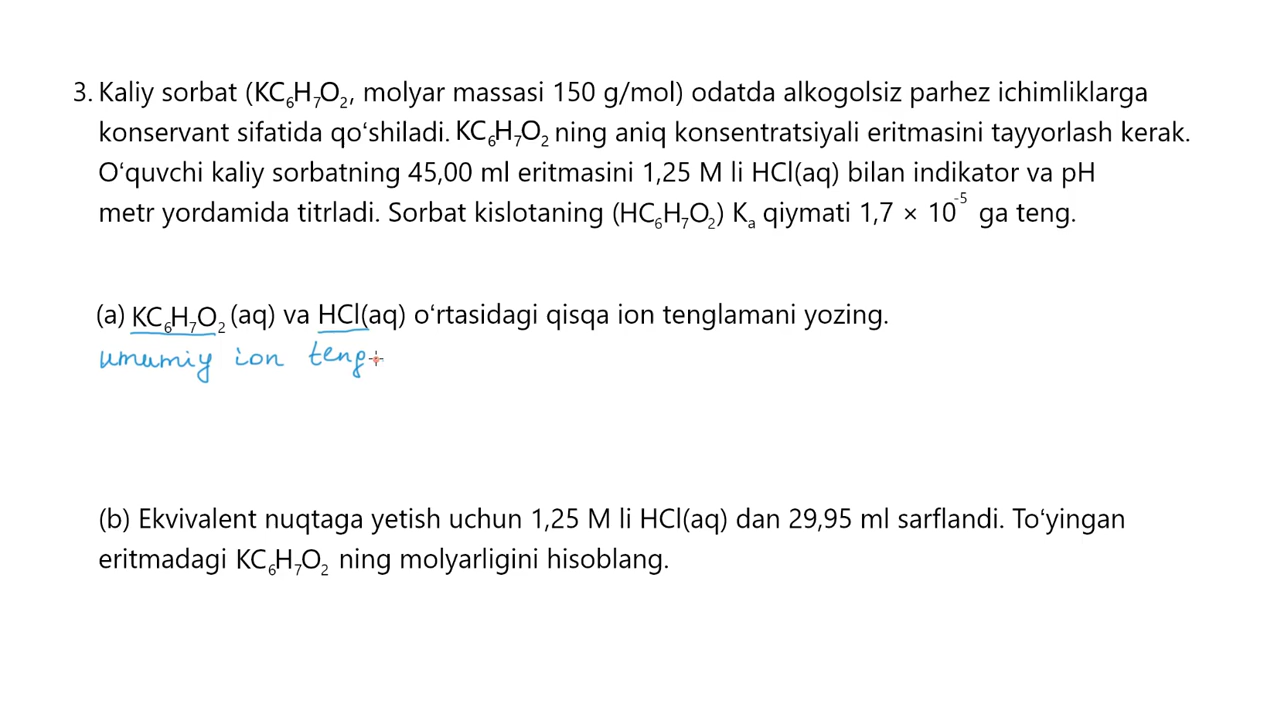 3. Kaliy sorbat (KC₆H₇O₂, molyar massasi 150 g/mol) odatda alkogolsiz parhez ichimliklarga
konservant sifatida qo‘shiladi. KC₆H₇O₂ ning aniq konsentratsiyali eritmasini tayyorlash kerak.
O‘quvchi kaliy sorbatning 45,00 ml eritmasini 1,25 M li HCl(aq) bilan indikator va pH
metr yordamida titrladi. Sorbat kislotaning (HC₆H₇O₂) Kₐ qiymati 1,7 × 10⁻⁵ ga teng.
(a) KC₆H₇O₂ (aq) va HCl(aq) o‘rtasidagi qisqa ion tenglamani yozing.
umumiy ion teng
(b) Ekvivalent nuqtaga yetish uchun 1,25 M li HCl(aq) dan 29,95 ml sarflandi. To‘yingan
eritmadagi KC₆H₇O₂ ning molyarligini hisoblang.